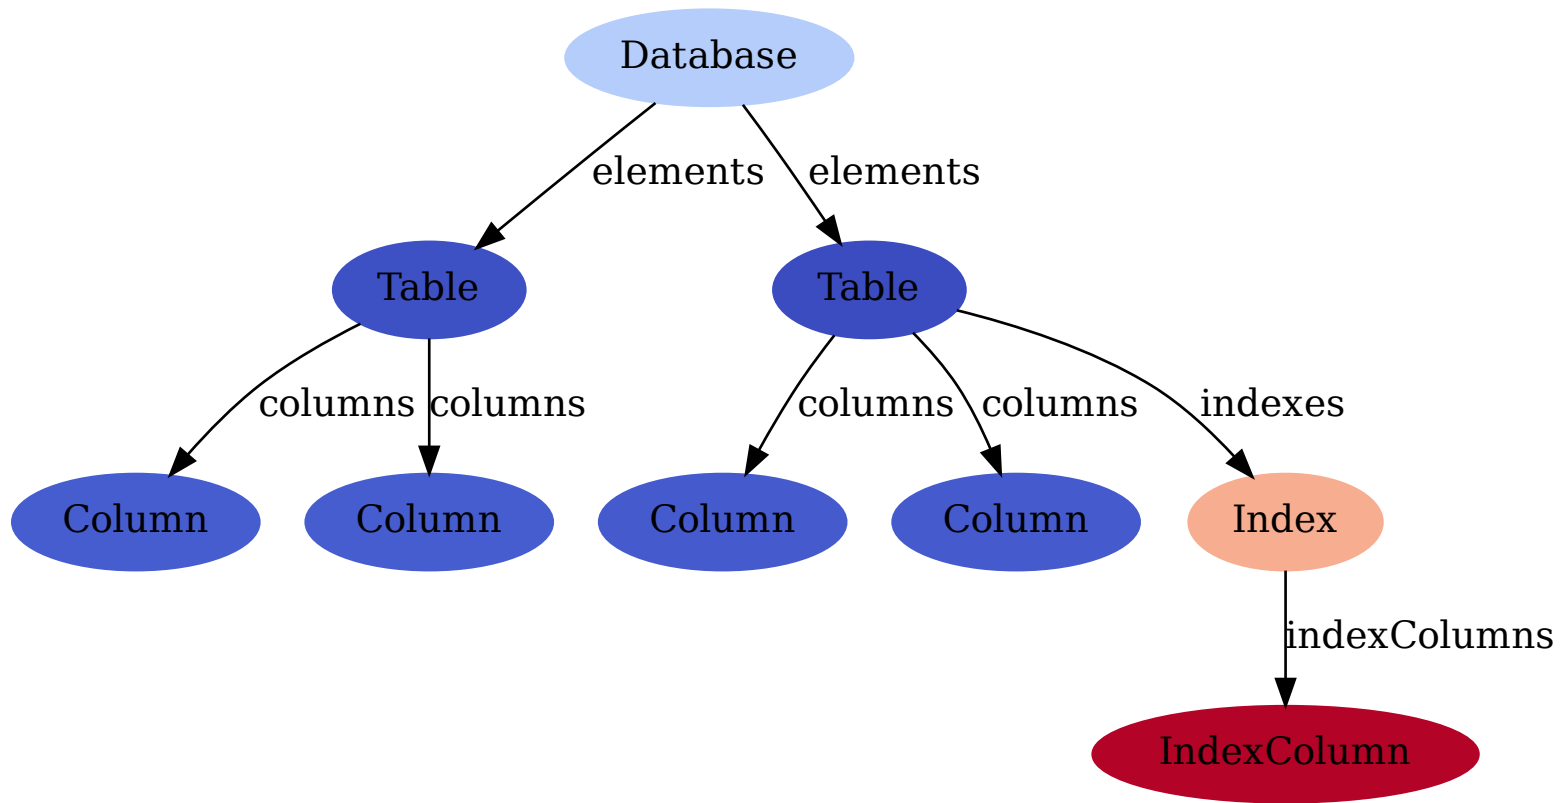 Database
elements
elements
Table
Table
columns
columns
columns
columns
indexes
Column
Column
Column
Column
Index
indexColumns
IndexColumn